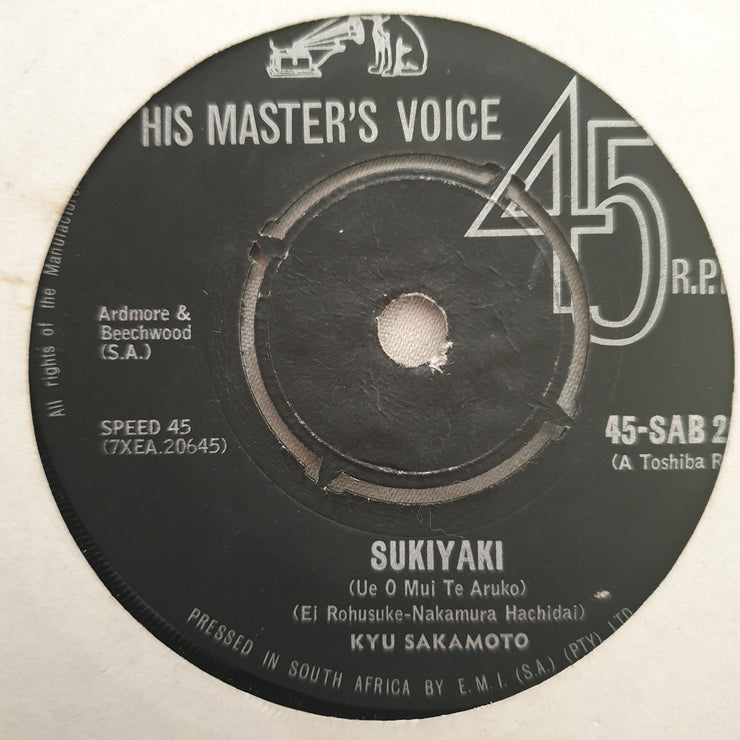 HIS MASTER'S VOICE
45
R.P.
All rights of the Manufacture
Ardmore &
Beechwood
(S.A.)
SPEED 45
(7XEA.20645)
45-SAB 2
(A Toshiba R
SUKIYAKI
(Ue O Mui Te Aruko)
(Ei Rohusuke-Nakamura Hachidai)
KYU SAKAMOTO
PRESSED IN SOUTH AFRICA BY E.M.I. (S.A.) (PTY) LTD